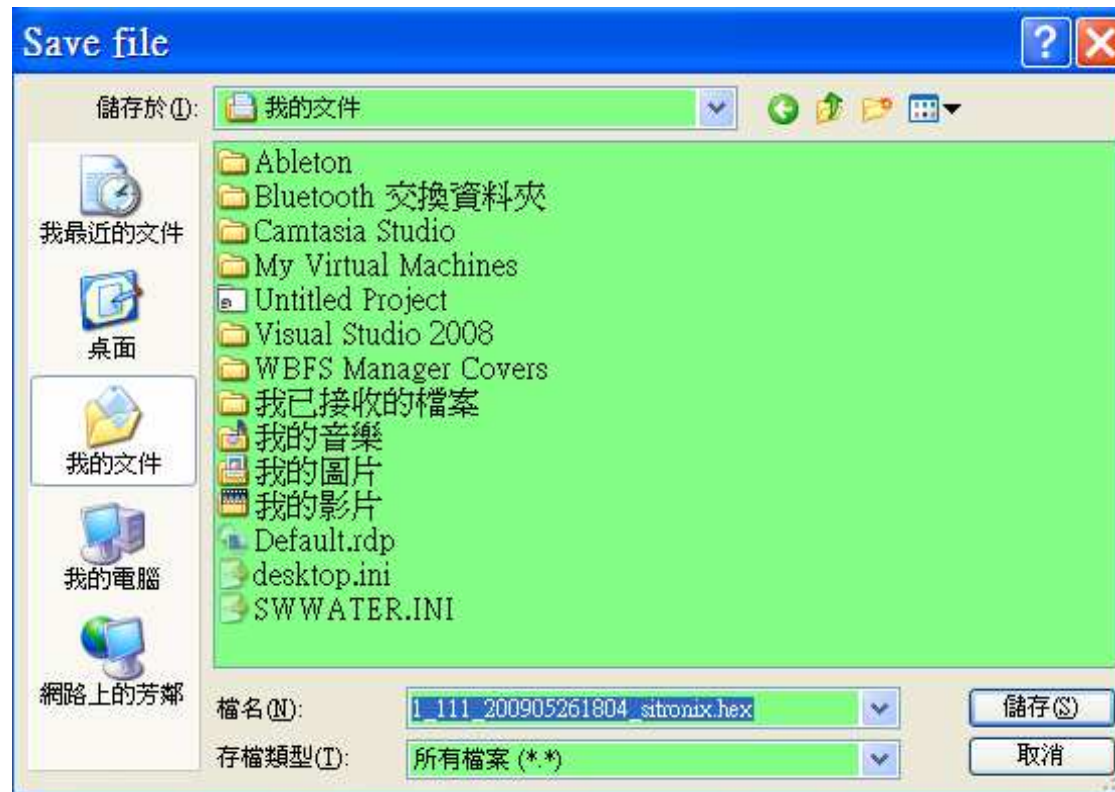 Save file
儲存於(I):
我的文件
我最近的文件
桌面
我的文件
我的電腦
網路上的芳鄰
Ableton
Bluetooth 交換資料夾
Camtasia Studio
My Virtual Machines
Untitled Project
Visual Studio 2008
WBFS Manager Covers
我已接收的檔案
我的音樂
我的圖片
我的影片
Default.rdp
desktop.ini
SWWATER.INI
檔名(N):
1_111_200905261804_sitronix.hex
儲存(S)
存檔類型(T):
所有檔案 (*.*)
取消